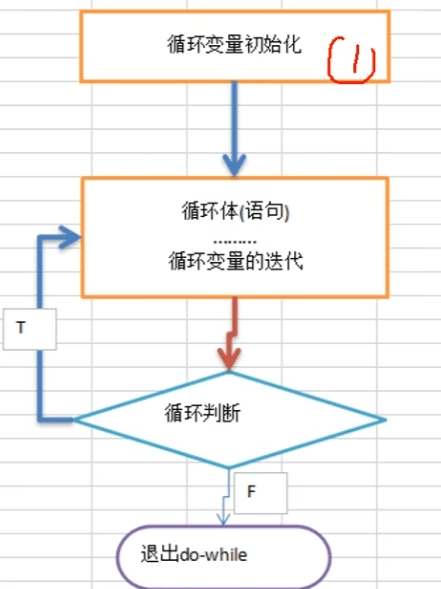 循环变量初始化
1
循环体(语句)
………
循环变量的迭代
T
循环判断
F
退出do-while